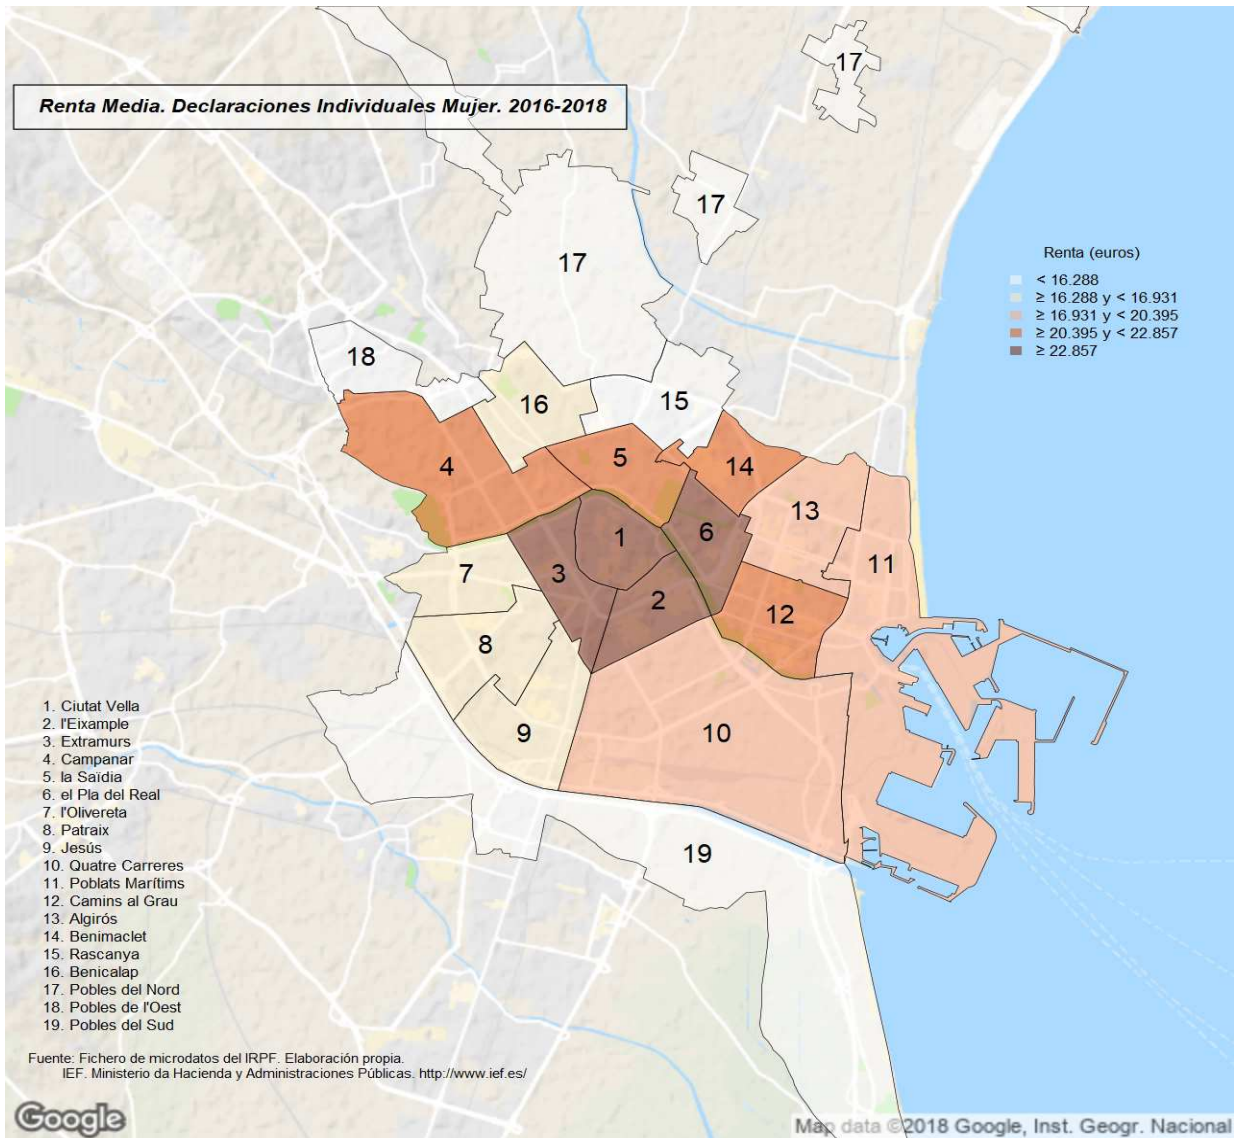 Renta Media. Declaraciones Individuales Mujer. 2016-2018
17
17
17
Renta (euros)
< 16.288
≥ 16.288 y < 16.931
≥ 16.931 y < 20.395
≥ 20.395 y < 22.857
≥ 22.857
18
16
15
4
5
14
13
6
1
11
7
3
2
12
8
9
10
19
1. Ciutat Vella
2. l'Eixample
3. Extramurs
4. Campanar
5. la Saïdia
6. el Pla del Real
7. l'Olivereta
8. Patraix
9. Jesús
10. Quatre Carreres
11. Poblats Marítims
12. Camins al Grau
13. Algirós
14. Benimaclet
15. Rascanya
16. Benicalap
17. Pobles del Nord
18. Pobles de l'Oest
19. Pobles del Sud
Fuente: Fichero de microdatos del IRPF. Elaboración propia.
IEF. Ministerio da Hacienda y Administraciones Públicas. http://www.ief.es/
Google
Map data ©2018 Google, Inst. Geogr. Nacional